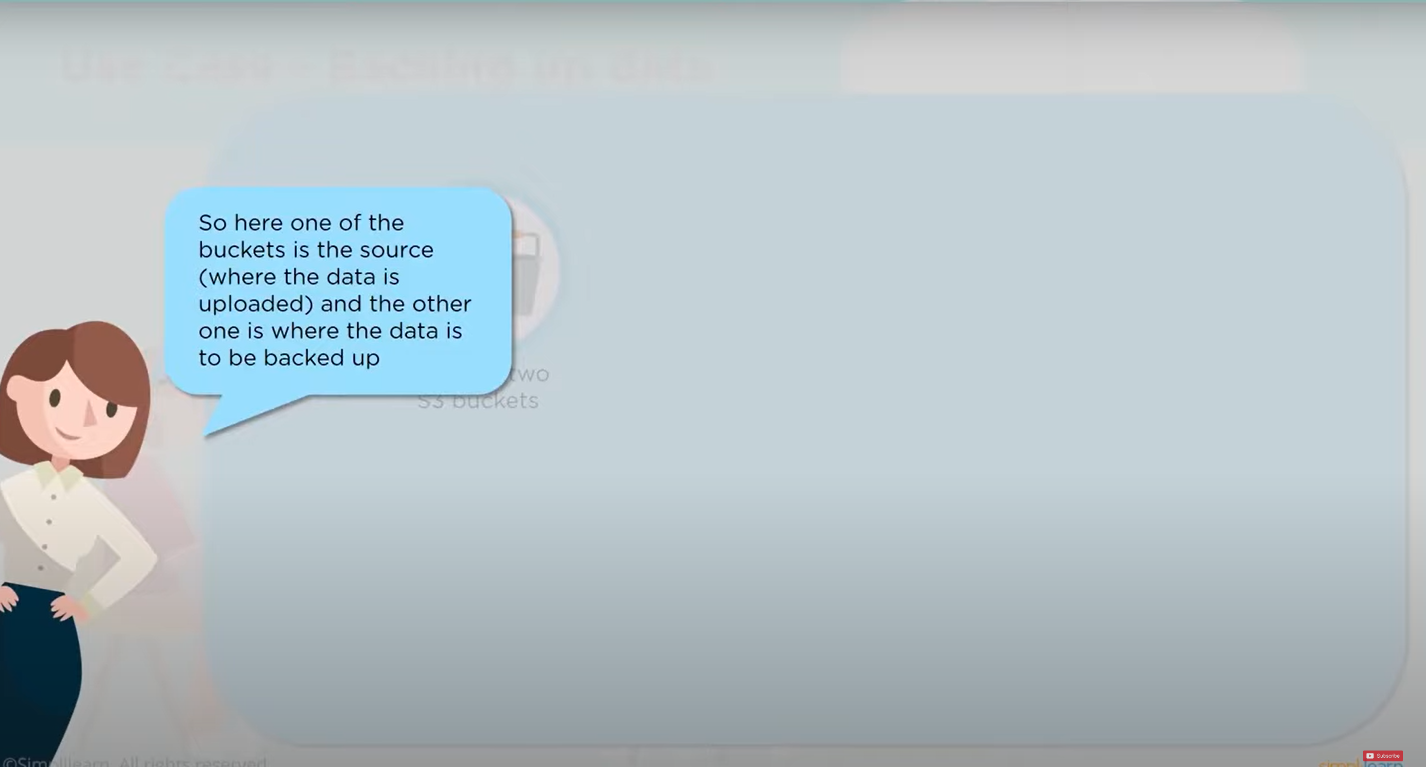 Use Case - Backing up data
So here one of the
buckets is the source
(where the data is
uploaded) and the other
one is where the data is
to be backed up
two
S3 buckets
©Simplilearn. All rights reserved.
Subscribe
simplilearn